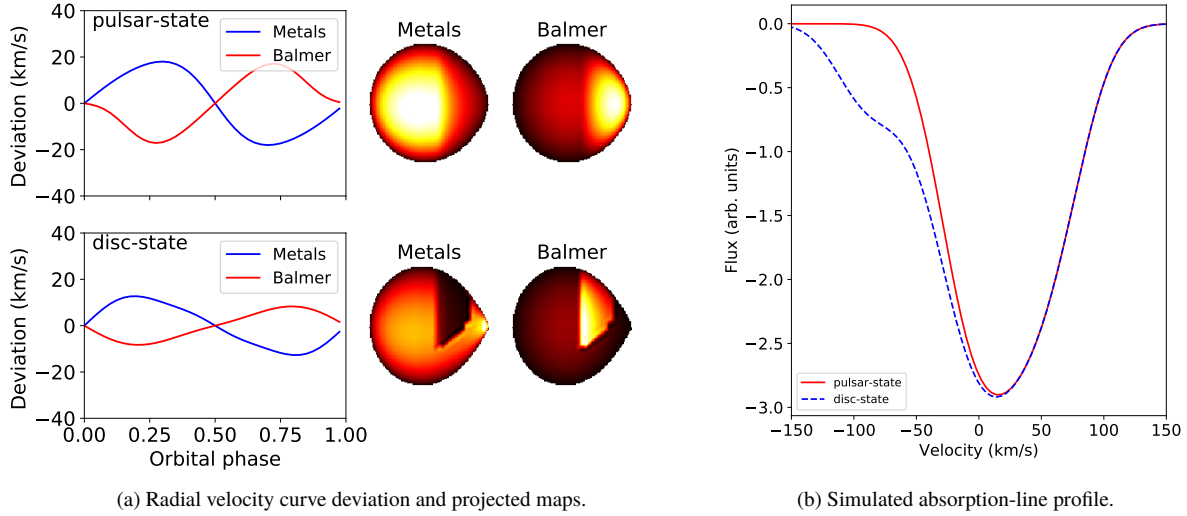 pulsar-state
Metals
Balmer
Deviation (km/s)
40
20
0
−20
−40
Metals
Balmer
disc-state
Metals
Balmer
Deviation (km/s)
40
20
0
−20
−40
0.00
0.25
0.50
0.75
1.00
Orbital phase
Metals
Balmer
(a) Radial velocity curve deviation and projected maps.
0.0
−0.5
−1.0
−1.5
−2.0
−2.5
−3.0
Flux (arb. units)
pulsar-state
disc-state
−150
−100
−50
0
50
100
150
Velocity (km/s)
(b) Simulated absorption-line profile.